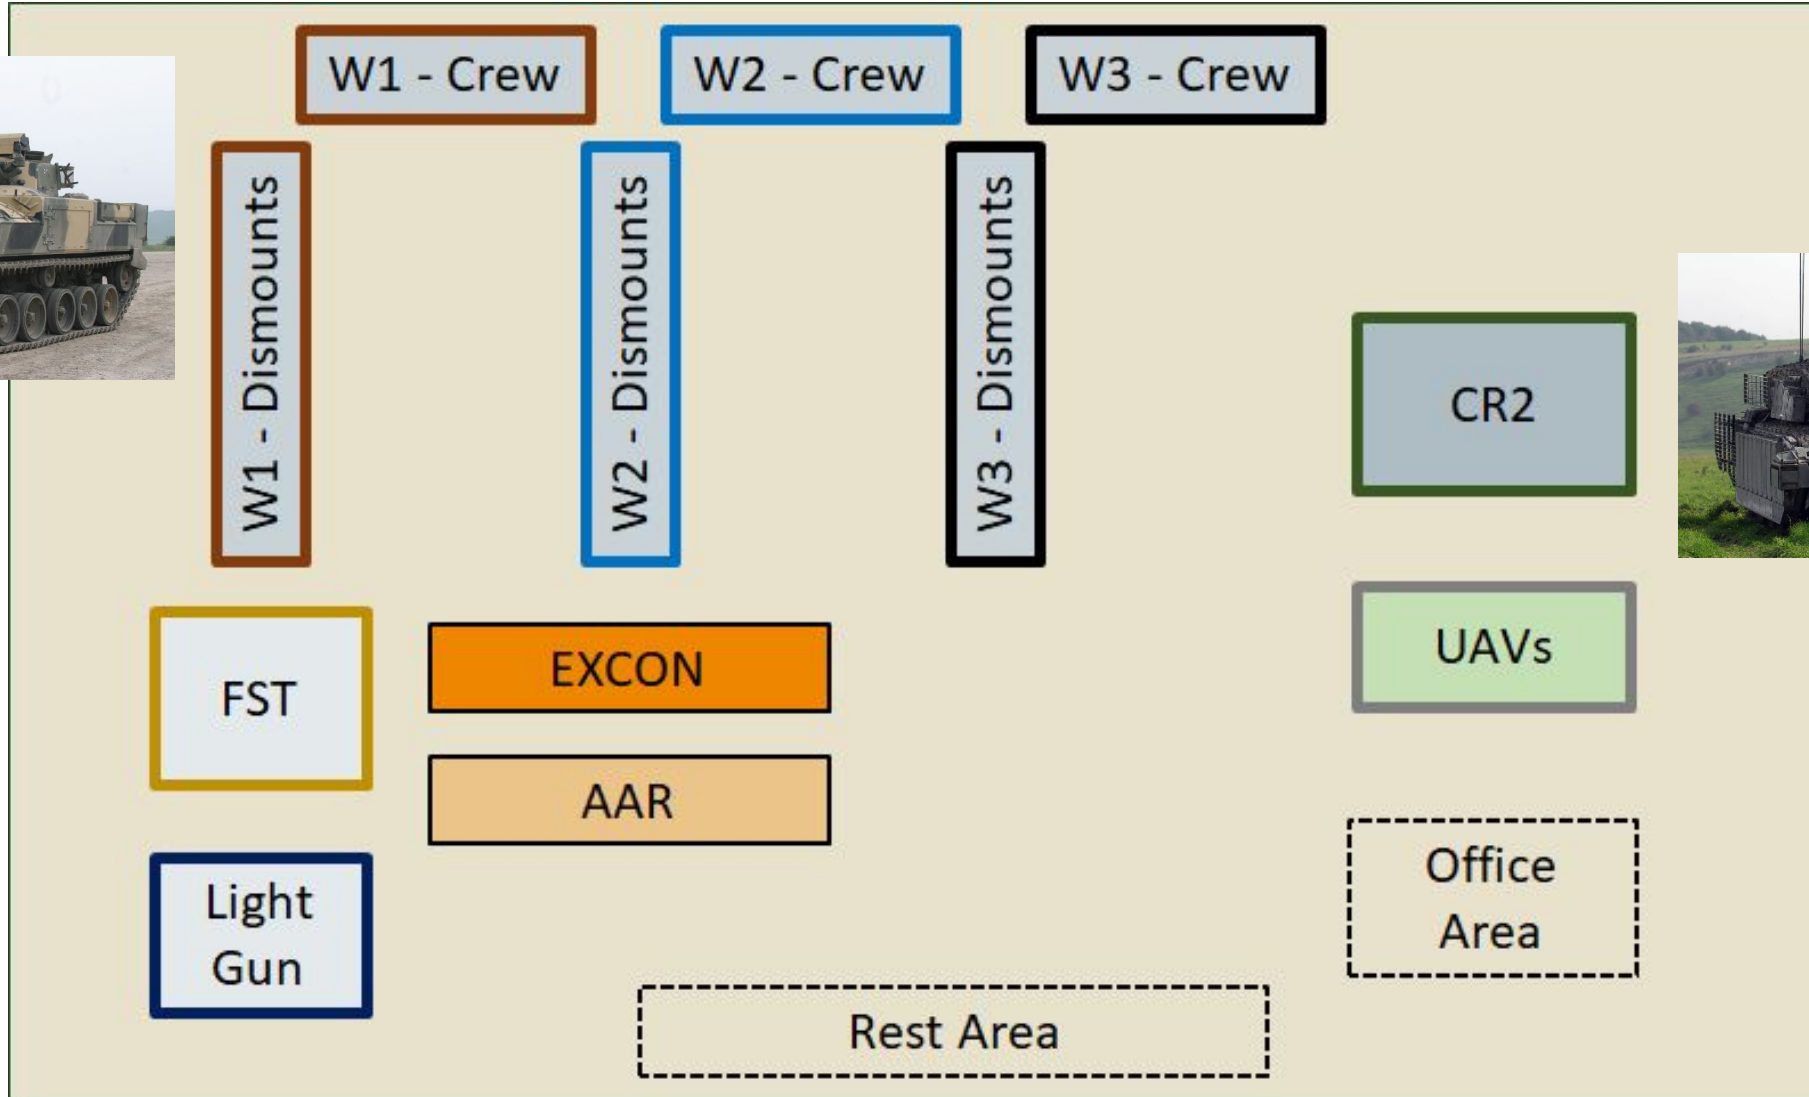 W1 - Crew
W2 - Crew
W3 - Crew
W1 - Dismounts
W2 - Dismounts
W3 - Dismounts
CR2
UAVs
FST
EXCON
AAR
Light
Gun
Office
Area
Rest Area